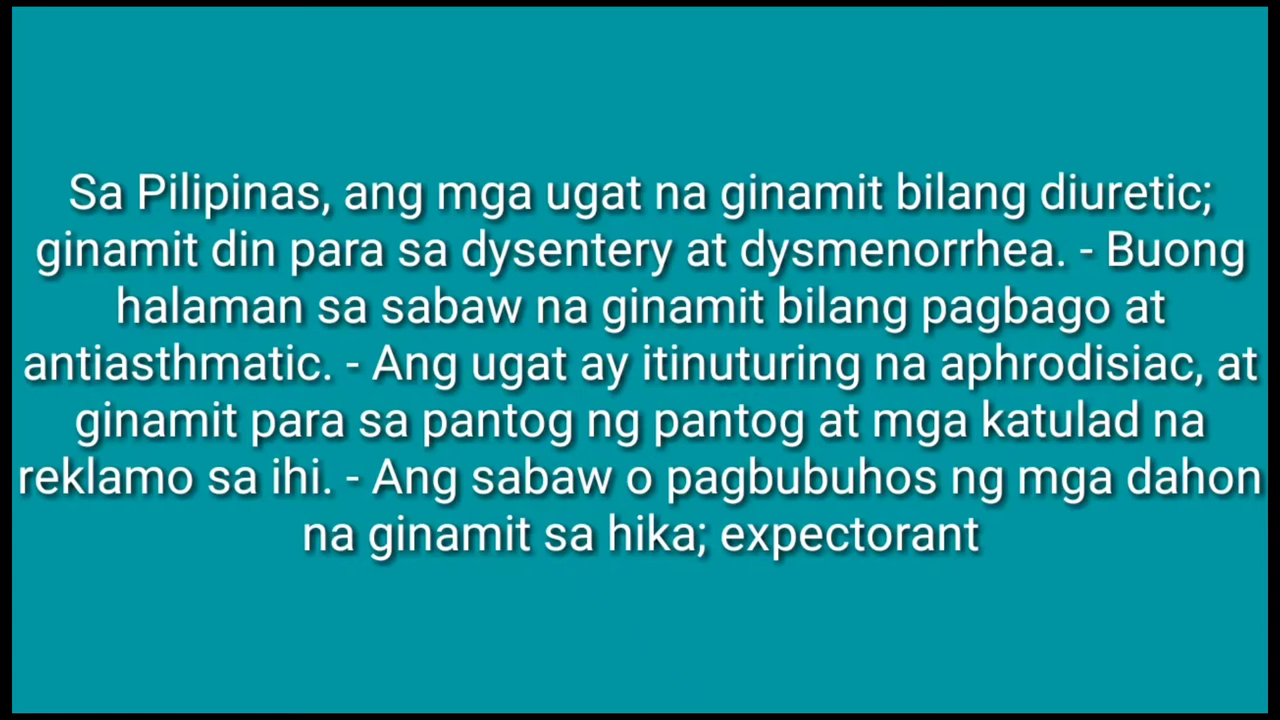 Sa Pilipinas, ang mga ugat na ginamit bilang diuretic;
ginamit din para sa dysentery at dysmenorrhea. - Buong
halaman sa sabaw na ginamit bilang pagbago at
antiasthmatic. - Ang ugat ay itinuturing na aphrodisiac, at
ginamit para sa pantog ng pantog at mga katulad na
reklamo sa ihi. - Ang sabaw o pagbubuhos ng mga dahon
na ginamit sa hika; expectorant